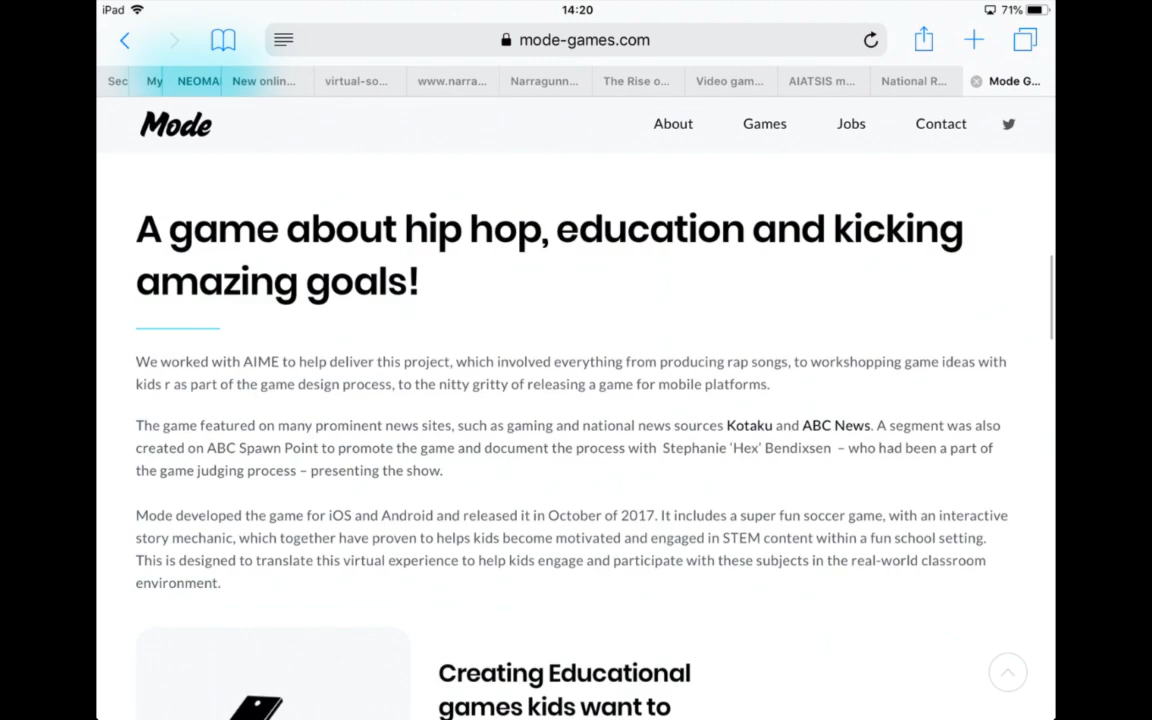 iPad 14:20 71%
mode-games.com
Sec My NEOMA New onlin... virtual-so... www.narra... Narragunn... The Rise o... Video gam... AIATSIS m... National R... Mode G...
Mode About Games Jobs Contact
A game about hip hop, education and kicking
amazing goals!
We worked with AIME to help deliver this project, which involved everything from producing rap songs, to workshopping game ideas with
kids r as part of the game design process, to the nitty gritty of releasing a game for mobile platforms.
The game featured on many prominent news sites, such as gaming and national news sources Kotaku and ABC News. A segment was also
created on ABC Spawn Point to promote the game and document the process with Stephanie ‘Hex’ Bendixsen – who had been a part of
the game judging process – presenting the show.
Mode developed the game for iOS and Android and released it in October of 2017. It includes a super fun soccer game, with an interactive
story mechanic, which together have proven to helps kids become motivated and engaged in STEM content within a fun school setting.
This is designed to translate this virtual experience to help kids engage and participate with these subjects in the real-world classroom
environment.
Creating Educational
games kids want to